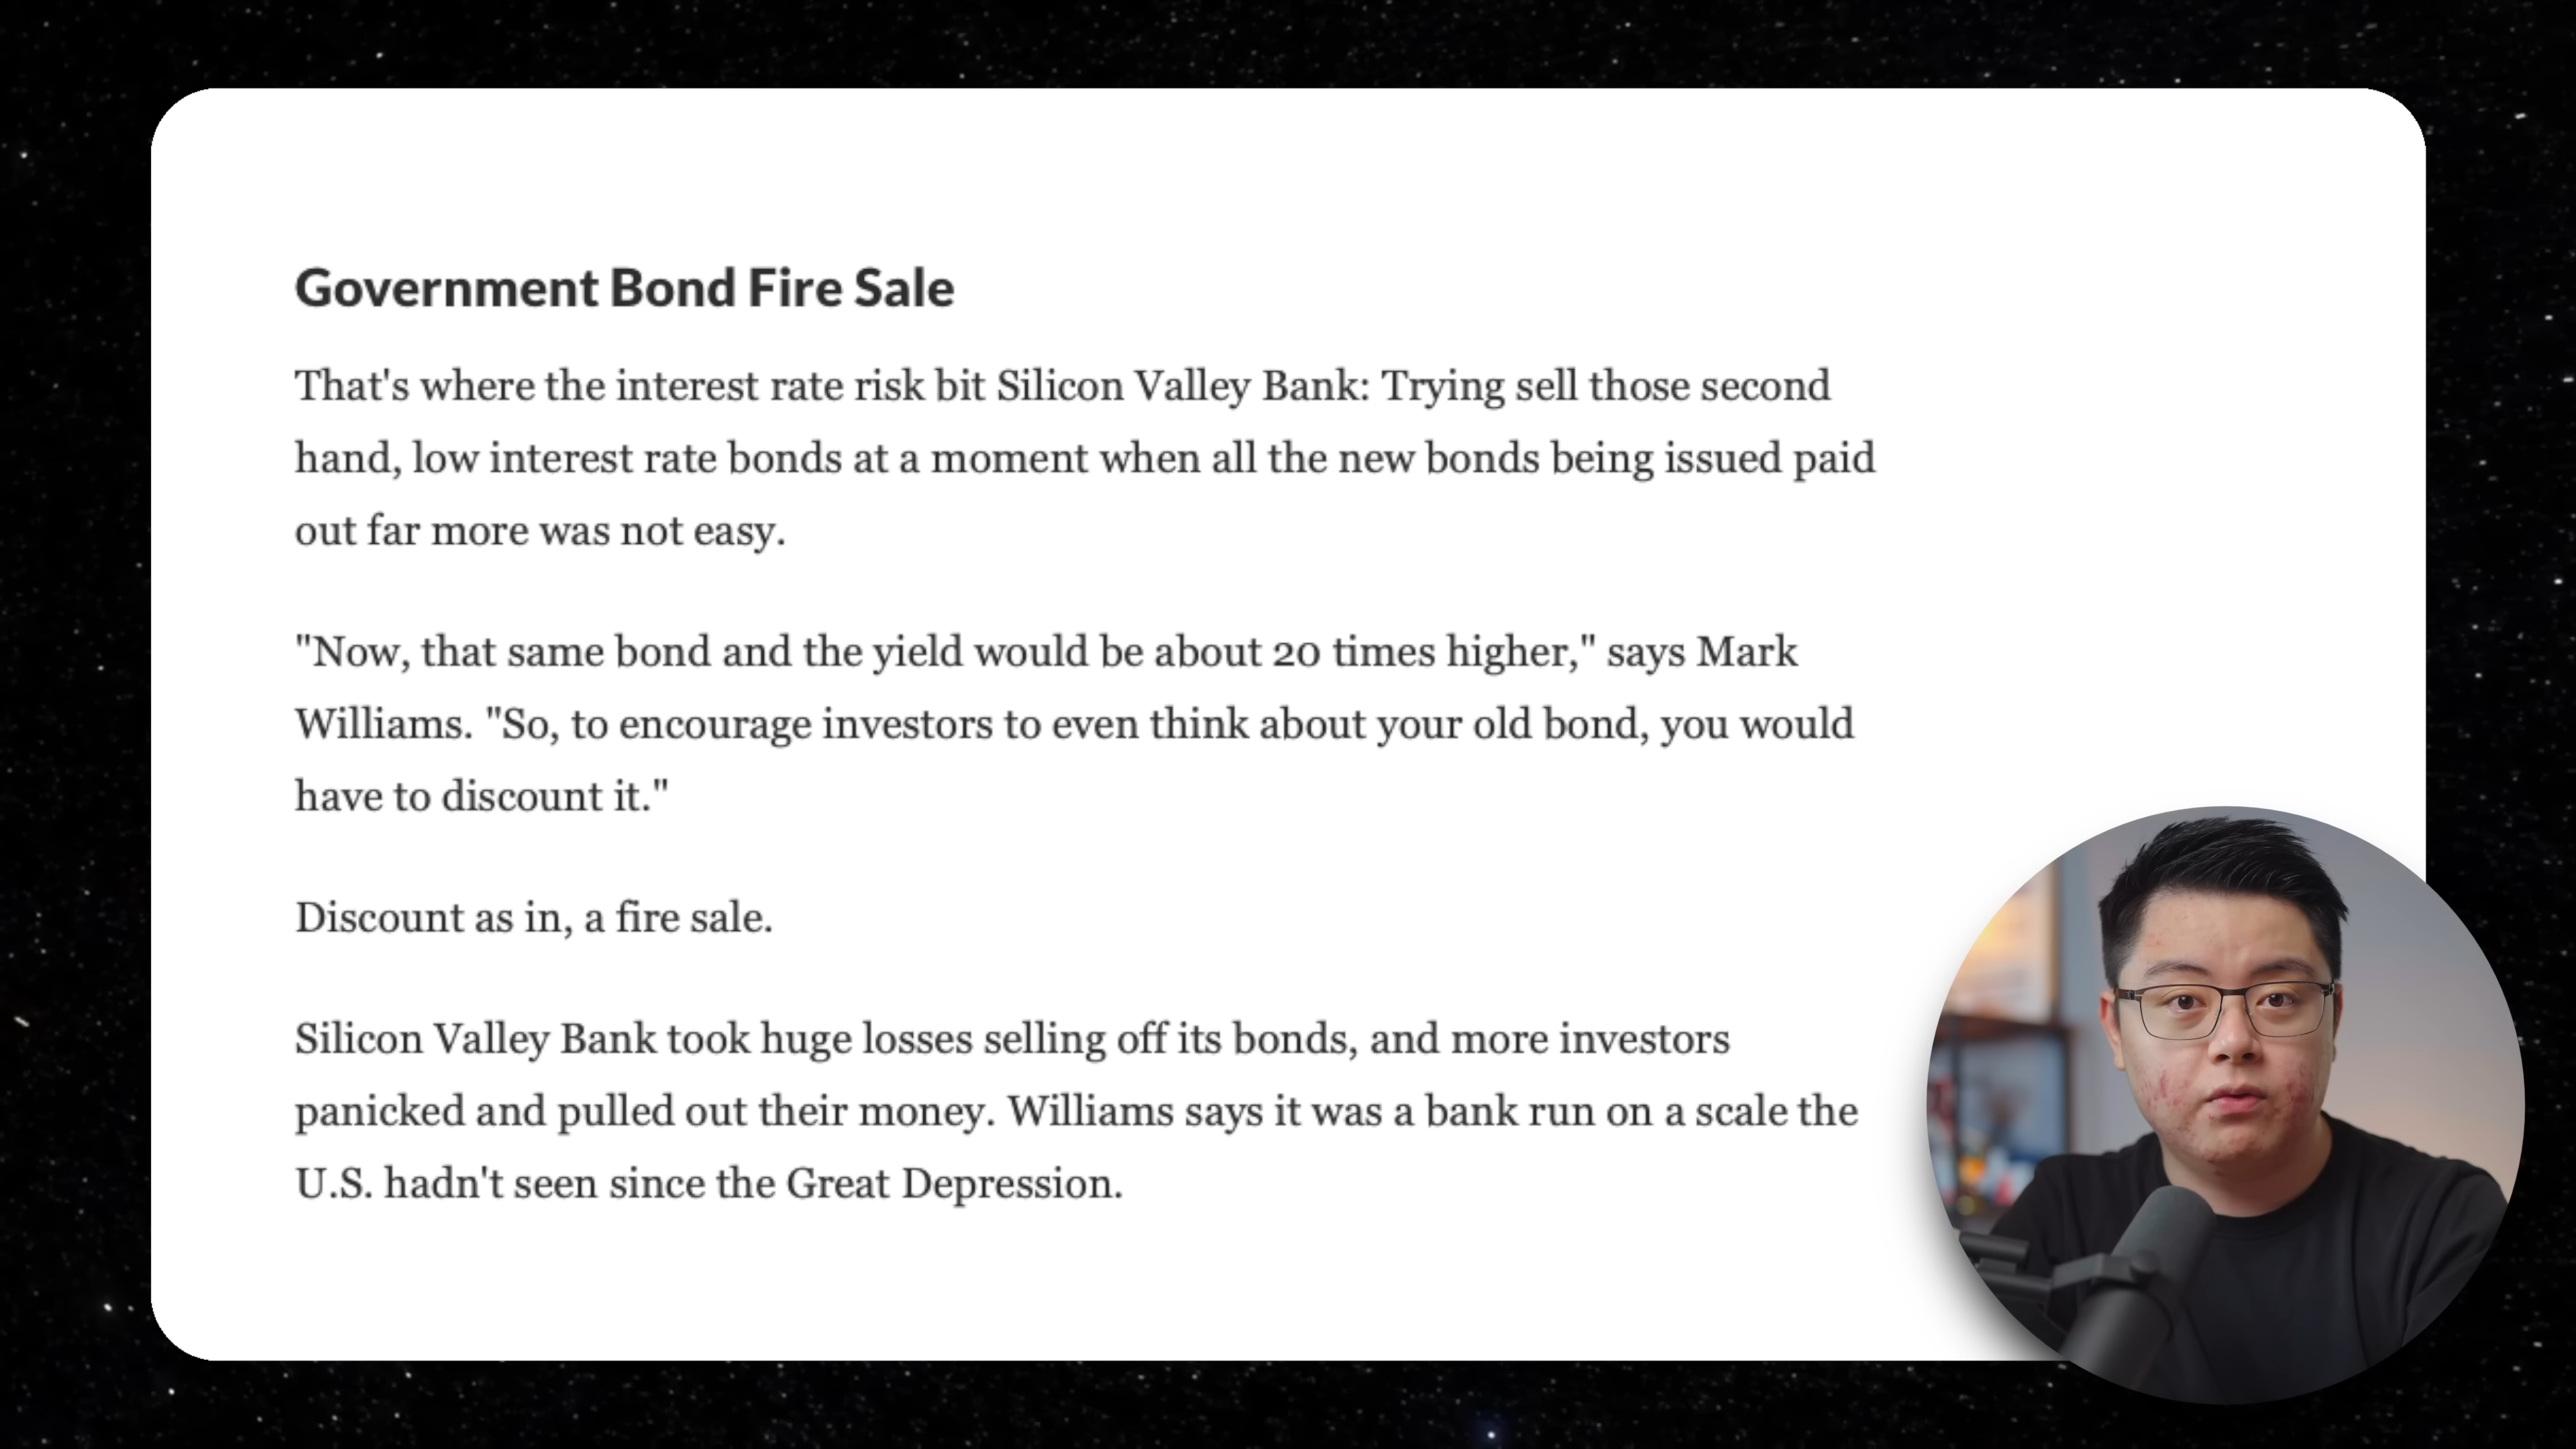 Government Bond Fire Sale
That's where the interest rate risk bit Silicon Valley Bank: Trying sell those second
hand, low interest rate bonds at a moment when all the new bonds being issued paid
out far more was not easy.
"Now, that same bond and the yield would be about 20 times higher," says Mark
Williams. "So, to encourage investors to even think about your old bond, you would
have to discount it."
Discount as in, a fire sale.
Silicon Valley Bank took huge losses selling off its bonds, and more investors
panicked and pulled out their money. Williams says it was a bank run on a scale the
U.S. hadn't seen since the Great Depression.